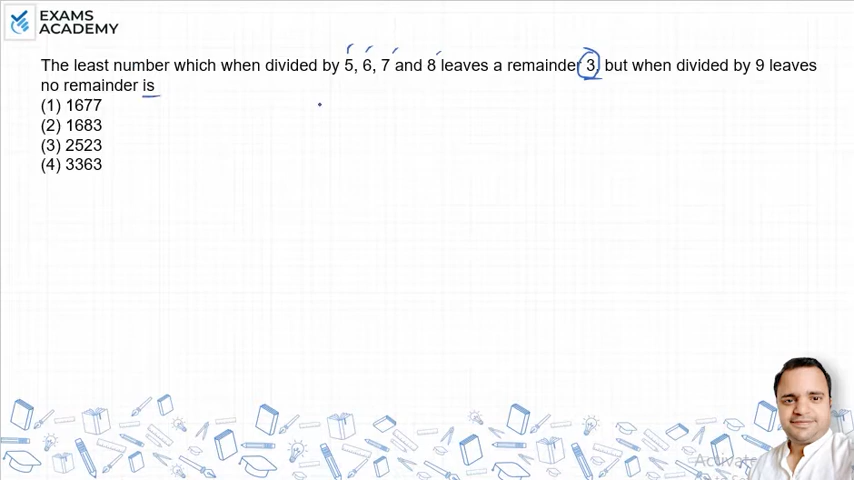 EXAMS
ACADEMY
The least number which when divided by 5, 6, 7 and 8 leaves a remainder 3, but when divided by 9 leaves
no remainder is
(1) 1677
(2) 1683
(3) 2523
(4) 3363
Activate